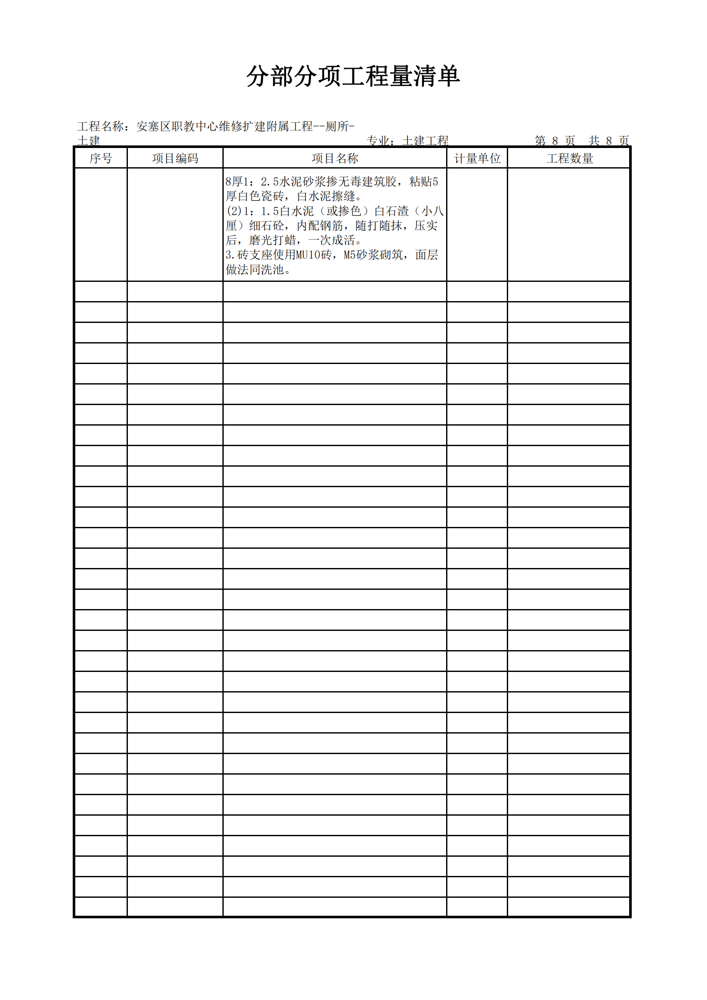 分部分项工程量清单
工程名称：安塞区职教中心维修扩建附属工程--厕所-
土建 专业：土建工程 第 8 页 共 8 页
序号 项目编码 项目名称 计量单位 工程数量
8厚1：2.5水泥砂浆掺无毒建筑胶，粘贴5
厚白色瓷砖，白水泥擦缝。
(2)1：1.5白水泥（或掺色）白石渣（小八
厘）细石砼，内配钢筋，随打随抹，压实
后，磨光打蜡，一次成活。
3.砖支座使用MU10砖，M5砂浆砌筑，面层
做法同洗池。